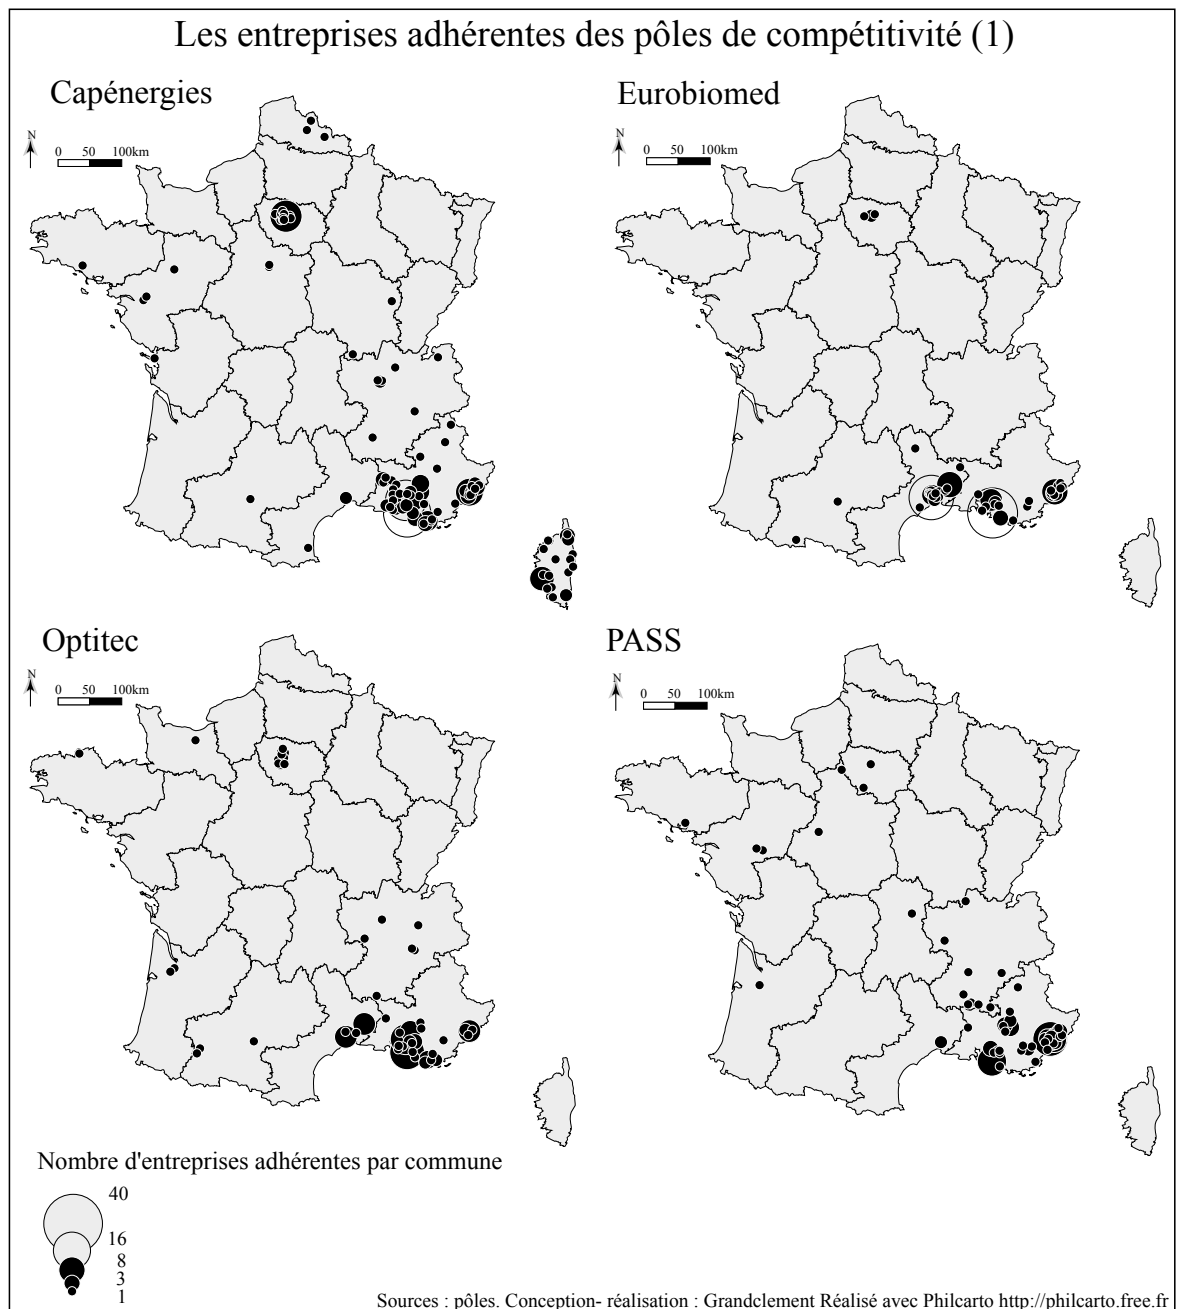 Les entreprises adhérentes des pôles de compétitivité (1)
Capénergies
N
0 50 100km
Eurobiomed
N
0 50 100km
Optitec
N
0 50 100km
PASS
N
0 50 100km
Nombre d'entreprises adhérentes par commune
40
16
8
3
1
Sources : pôles. Conception- réalisation : Grandclement Réalisé avec Philcarto http://philcarto.free.fr